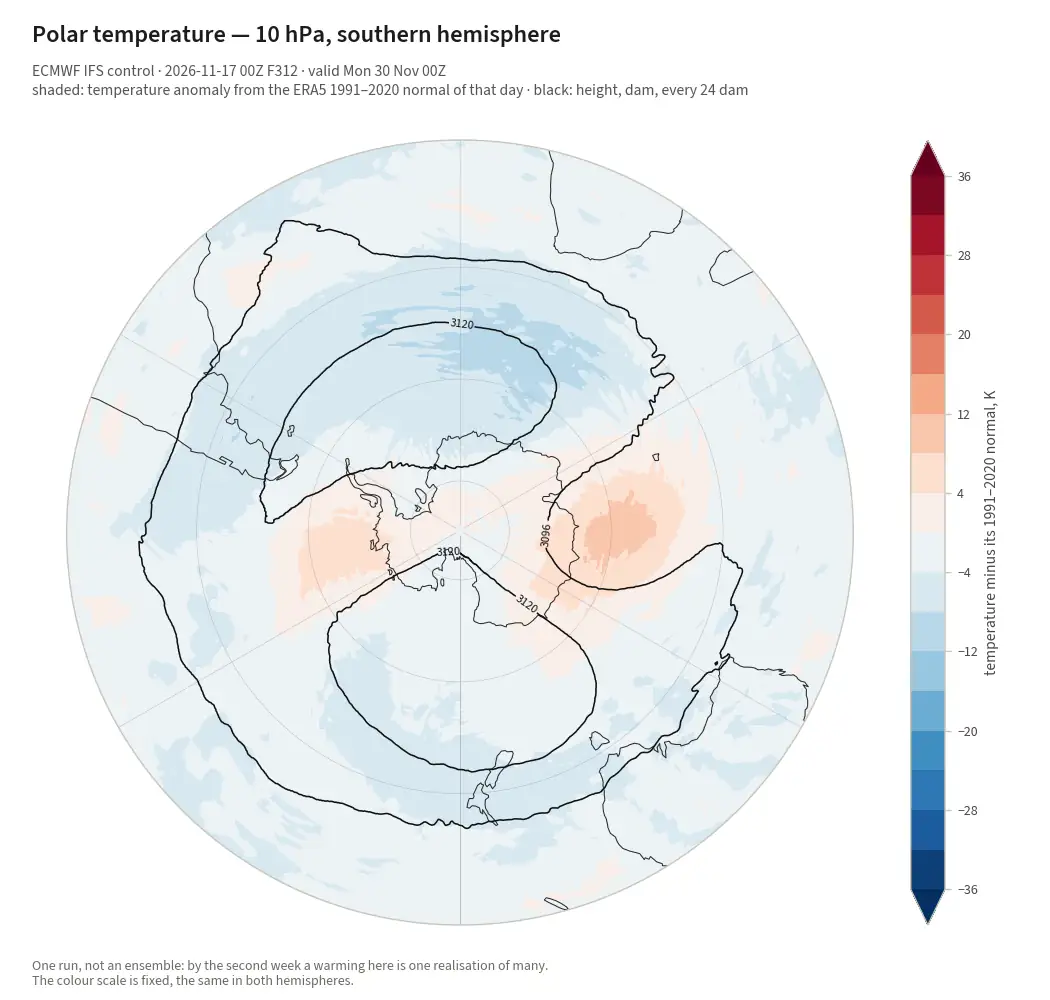 Polar temperature — 10 hPa, southern hemisphere
ECMWF IFS control · 2026-11-17 00Z F312 · valid Mon 30 Nov 00Z
shaded: temperature anomaly from the ERA5 1991–2020 normal of that day · black: height, dam, every 24 dam
36
28
20
12
4
−4
−12
−20
−28
−36
temperature minus its 1991–2020 normal, K
3120
3096
3120
3120
One run, not an ensemble: by the second week a warming here is one realisation of many.
The colour scale is fixed, the same in both hemispheres.